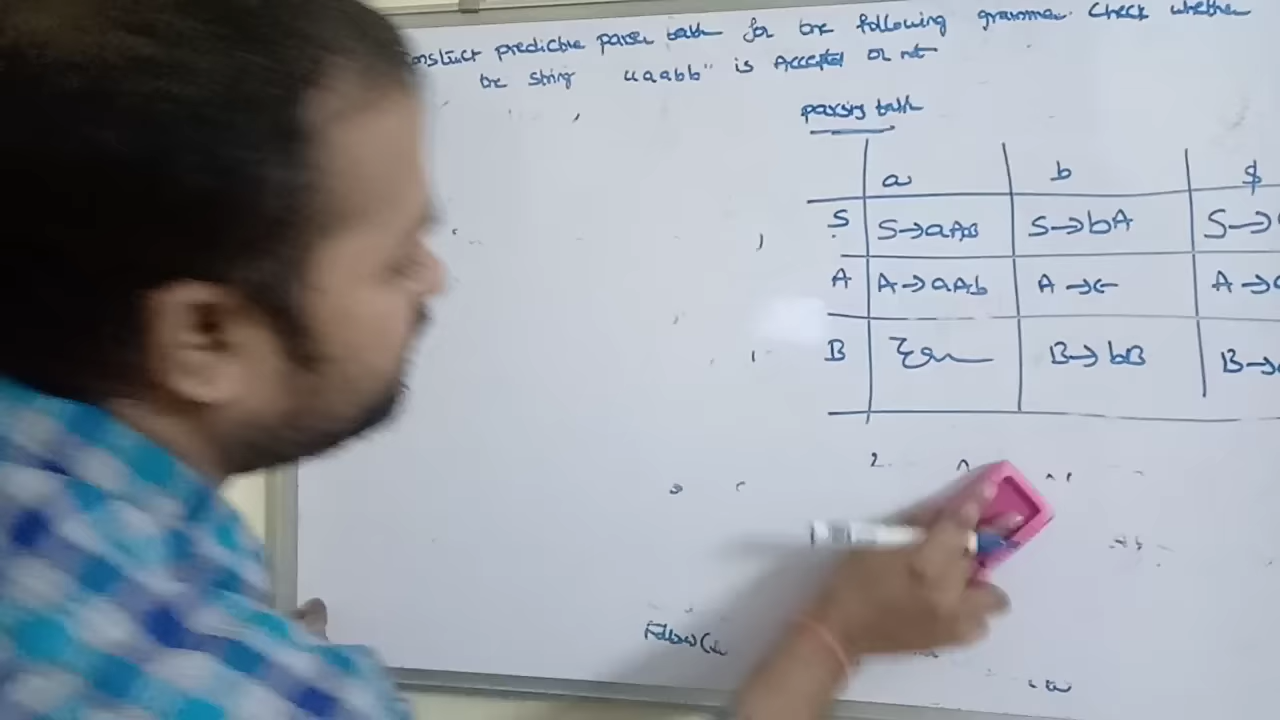 Construct predictive parser table for the following grammar. Check whether
the string "aabb" is Accepted or not
parsing table
a b $
S S→aAB S→bA S→
A A→aAb A→ϵ A→
B Error B→bB B→
Follow(